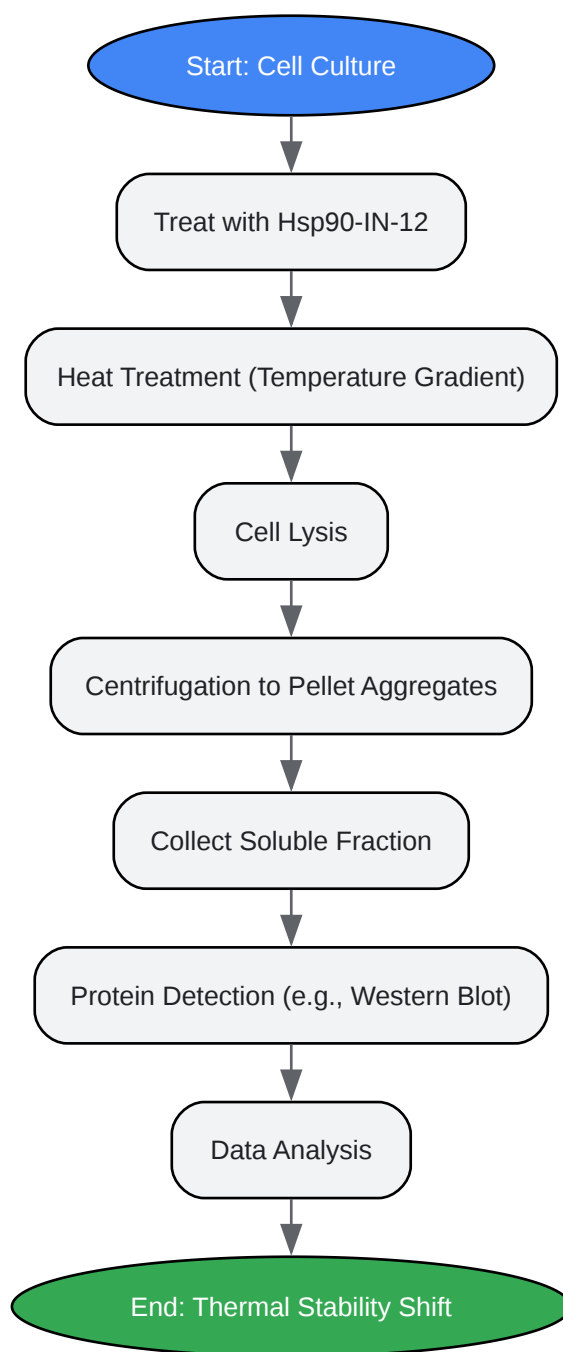 Start: Cell Culture
Treat with Hsp90-IN-12
Heat Treatment (Temperature Gradient)
Cell Lysis
Centrifugation to Pellet Aggregates
Collect Soluble Fraction
Protein Detection (e.g., Western Blot)
Data Analysis
End: Thermal Stability Shift